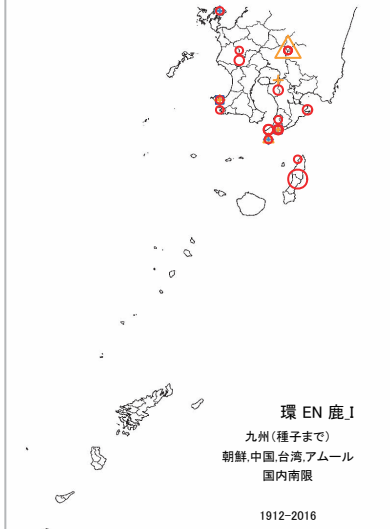 環 EN 鹿_I
九州(種子まで)
朝鮮,中国,台湾,アムール
国内南限
1912-2016